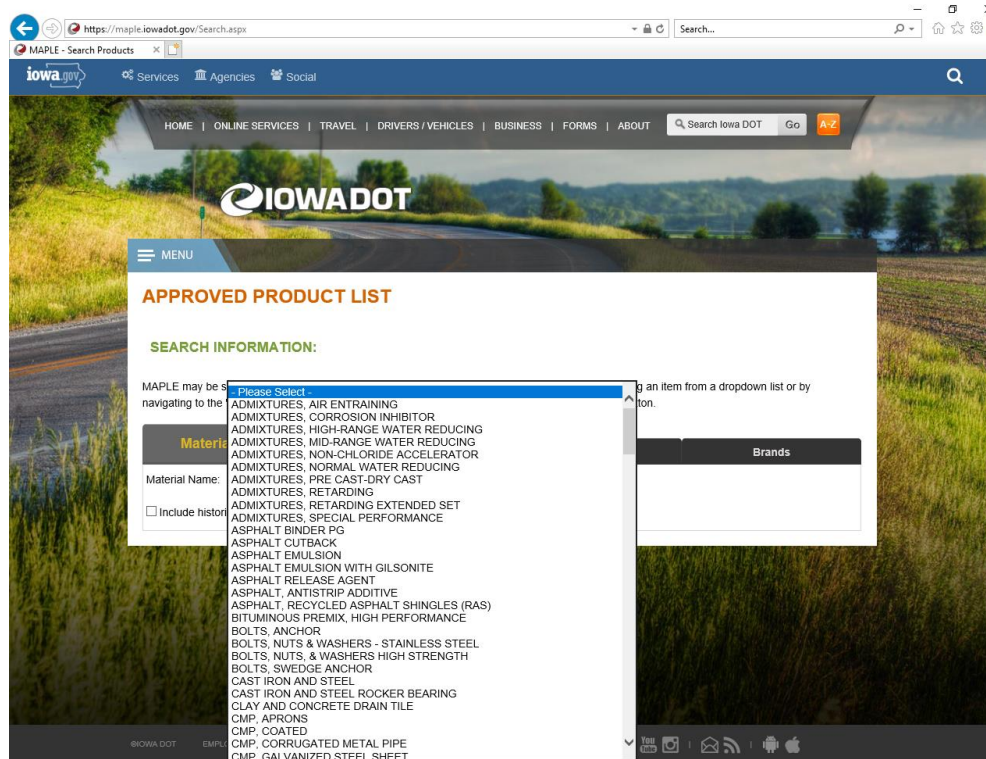 https://maple.iowadot.gov/Search.aspx
Search...
MAPLE - Search Products
iowa.gov
Services
Agencies
Social
HOME | ONLINE SERVICES | TRAVEL | DRIVERS / VEHICLES | BUSINESS | FORMS | ABOUT
Search Iowa DOT
Go
A-Z
IOWADOT
MENU
APPROVED PRODUCT LIST
SEARCH INFORMATION:
MAPLE may be s
g an item from a dropdown list or by
navigating to the
ton.
Materia
Brands
Material Name:
Include histori
- Please Select -
ADMIXTURES, AIR ENTRAINING
ADMIXTURES, CORROSION INHIBITOR
ADMIXTURES, HIGH-RANGE WATER REDUCING
ADMIXTURES, MID-RANGE WATER REDUCING
ADMIXTURES, NON-CHLORIDE ACCELERATOR
ADMIXTURES, NORMAL WATER REDUCING
ADMIXTURES, PRE CAST-DRY CAST
ADMIXTURES, RETARDING
ADMIXTURES, RETARDING EXTENDED SET
ADMIXTURES, SPECIAL PERFORMANCE
ASPHALT BINDER PG
ASPHALT CUTBACK
ASPHALT EMULSION
ASPHALT EMULSION WITH GILSONITE
ASPHALT RELEASE AGENT
ASPHALT, ANTISTRIP ADDITIVE
ASPHALT, RECYCLED ASPHALT SHINGLES (RAS)
BITUMINOUS PREMIX, HIGH PERFORMANCE
BOLTS, ANCHOR
BOLTS, NUTS & WASHERS - STAINLESS STEEL
BOLTS, NUTS, & WASHERS HIGH STRENGTH
BOLTS, SWEDGE ANCHOR
CAST IRON AND STEEL
CAST IRON AND STEEL ROCKER BEARING
CLAY AND CONCRETE DRAIN TILE
CMP, APRONS
CMP, COATED
CMP, CORRUGATED METAL PIPE
CMP, GALVANIZED STEEL SHEET
©IOWA DOT
EMPL
You Tube